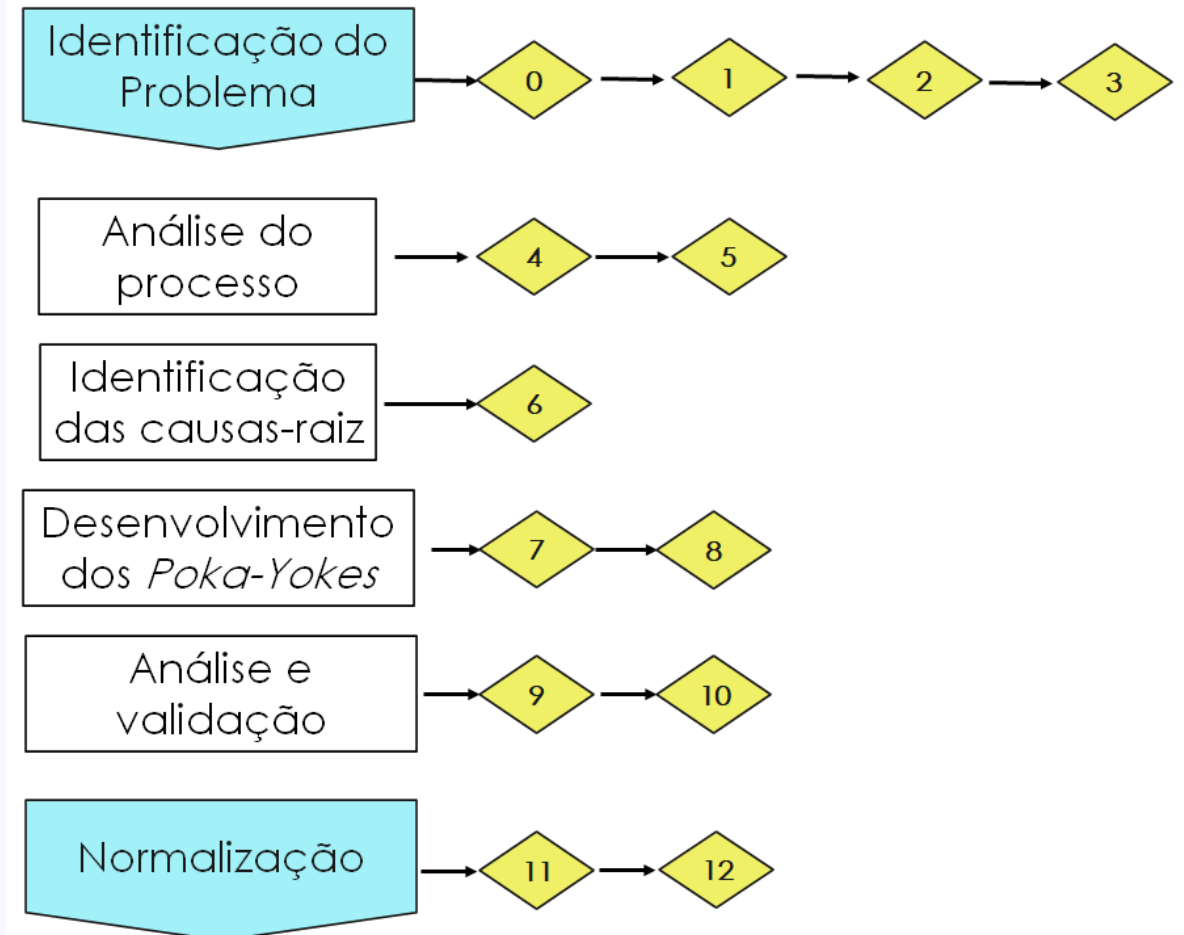 Identificação do
Problema
0
1
2
3
Análise do
processo
4
5
Identificação
das causas-raiz
6
Desenvolvimento
dos Poka-Yokes
7
8
Análise e
validação
9
10
Normalização
11
12